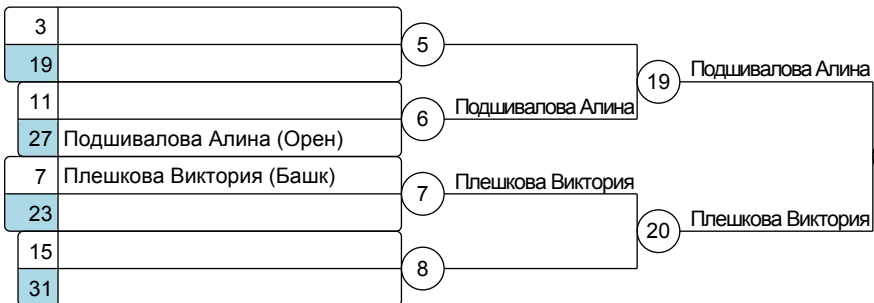 3
5
19
19 Подшивалова Алина
11
6 Подшивалова Алина
27 Подшивалова Алина (Орен)
7 Плешкова Виктория (Башк)
7 Плешкова Виктория
23
20 Плешкова Виктория
15
8
31